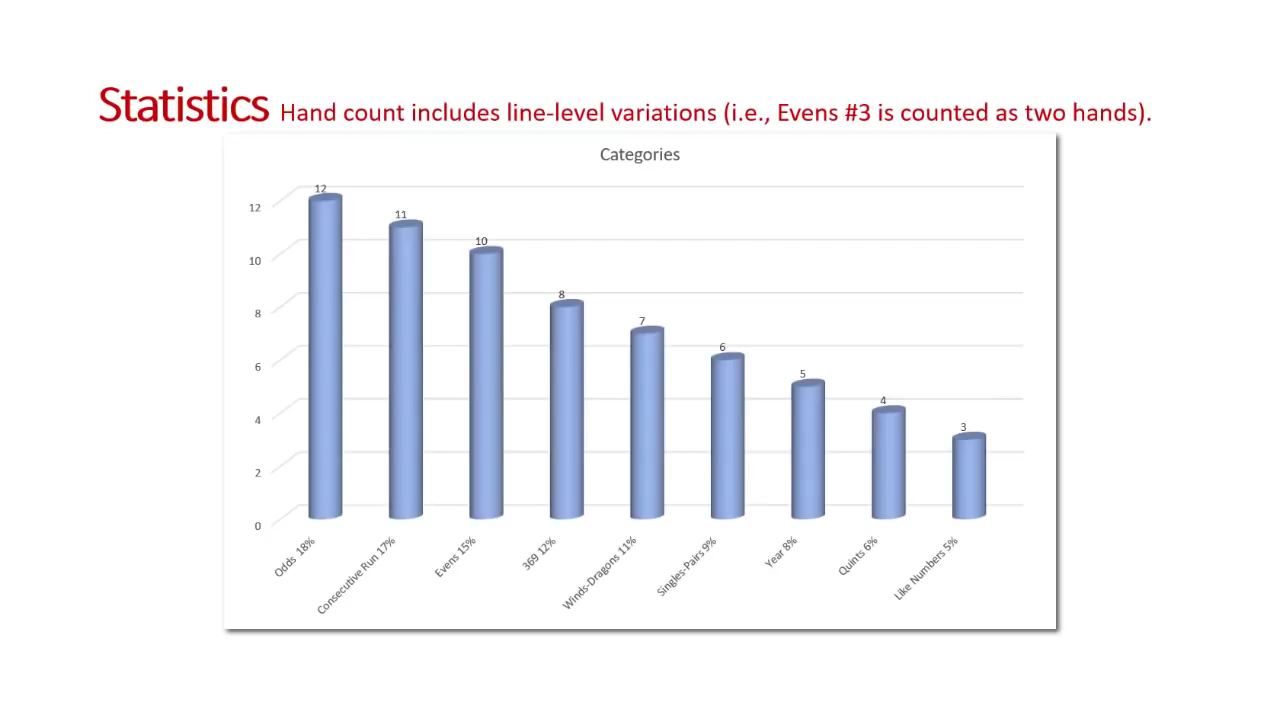 Statistics Hand count includes line-level variations (i.e., Evens #3 is counted as two hands).
Categories
12
11
10
8
7
6
5
4
3
12
10
8
6
4
2
0
Odds 18%
Consecutive Run 17%
Evens 15%
369 12%
Winds-Dragons 11%
Singles-Pairs 9%
Year 8%
Quints 6%
Like Numbers 5%